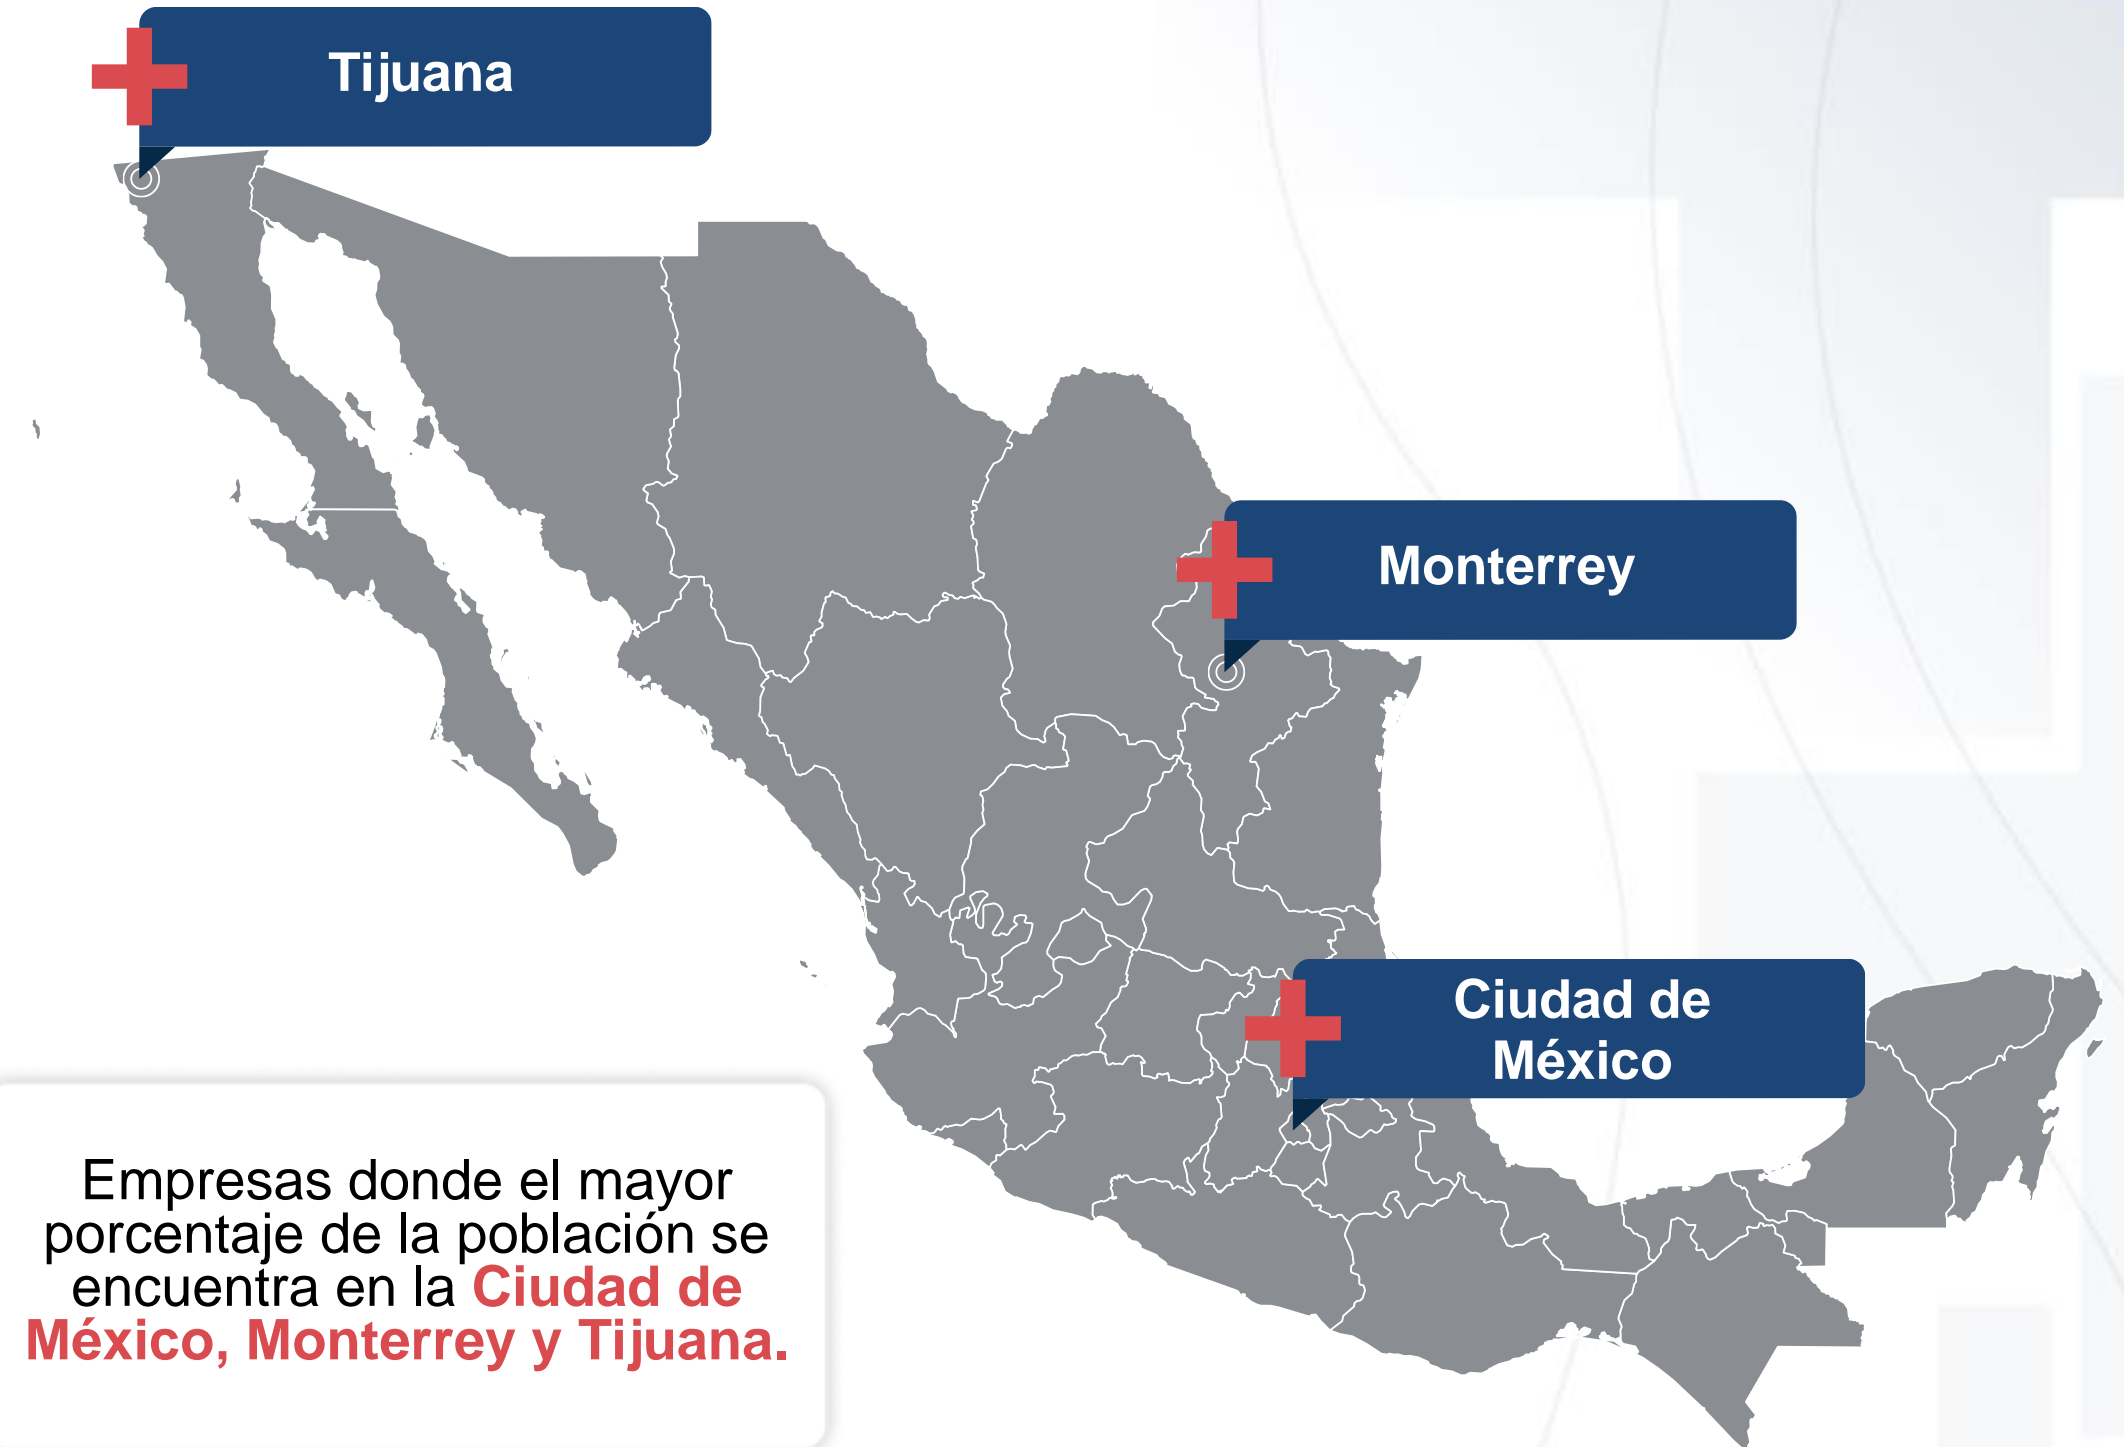 Tijuana
Monterrey
Ciudad de
México
Empresas donde el mayor
porcentaje de la población se
encuentra en la Ciudad de
México, Monterrey y Tijuana.